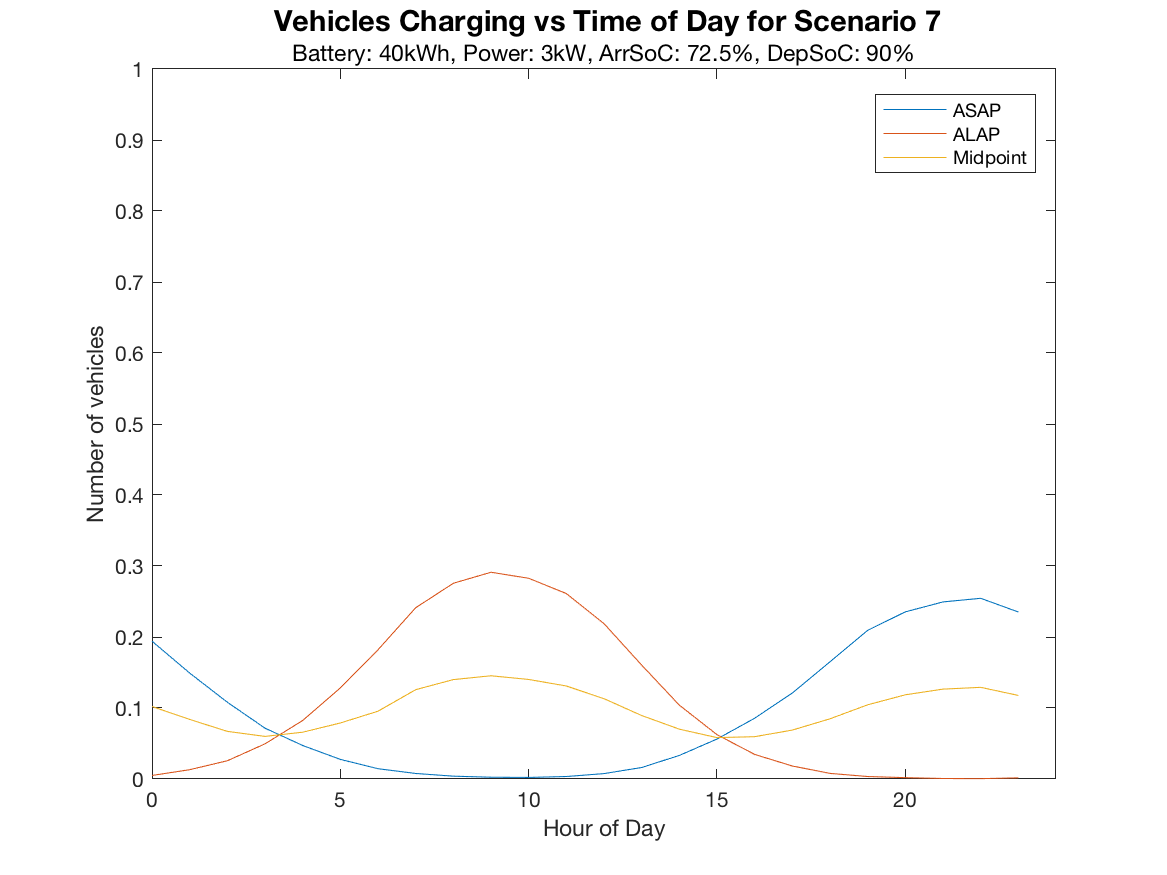 Vehicles Charging vs Time of Day for Scenario 7
Battery: 40kWh, Power: 3kW, ArrSoC: 72.5%, DepSoC: 90%
1
0.9
0.8
0.7
0.6
0.5
0.4
0.3
0.2
0.1
0
Number of vehicles
ASAP
ALAP
Midpoint
0 5 10 15 20
Hour of Day